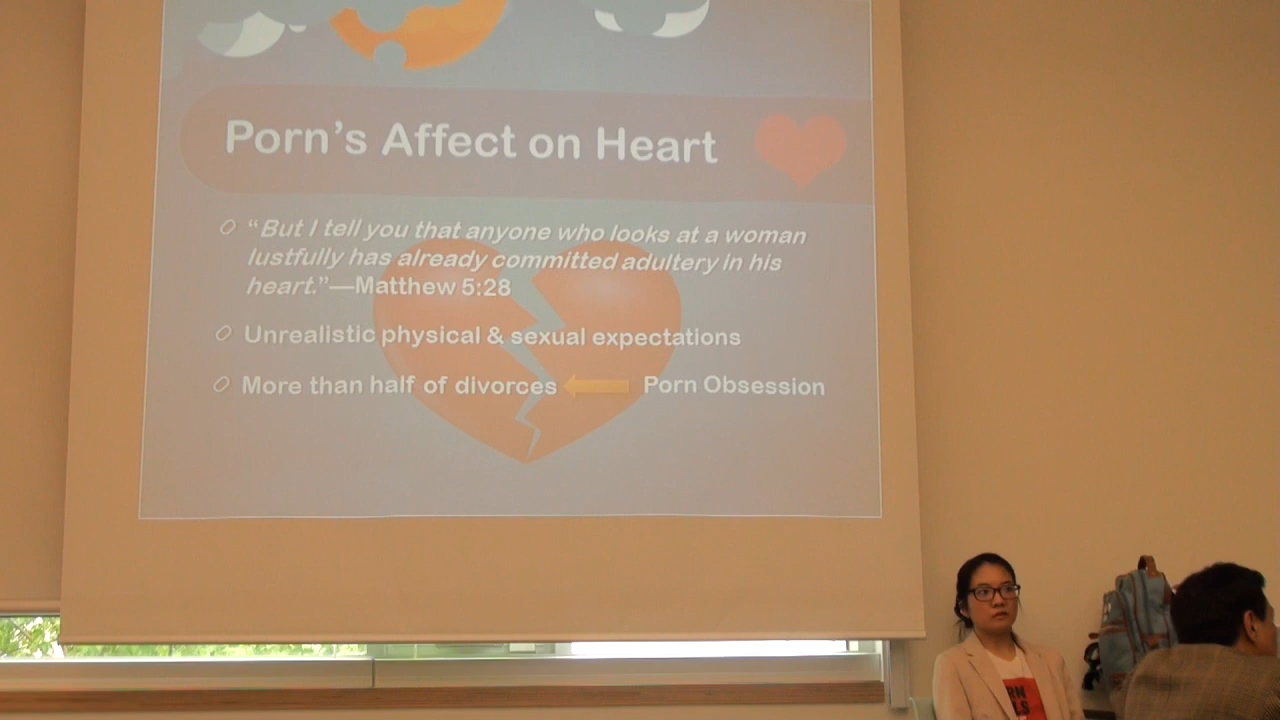 Porn's Affect on Heart
"But I tell you that anyone who looks at a woman
lustfully has already committed adultery in his
heart."—Matthew 5:28
Unrealistic physical & sexual expectations
More than half of divorces Porn Obsession